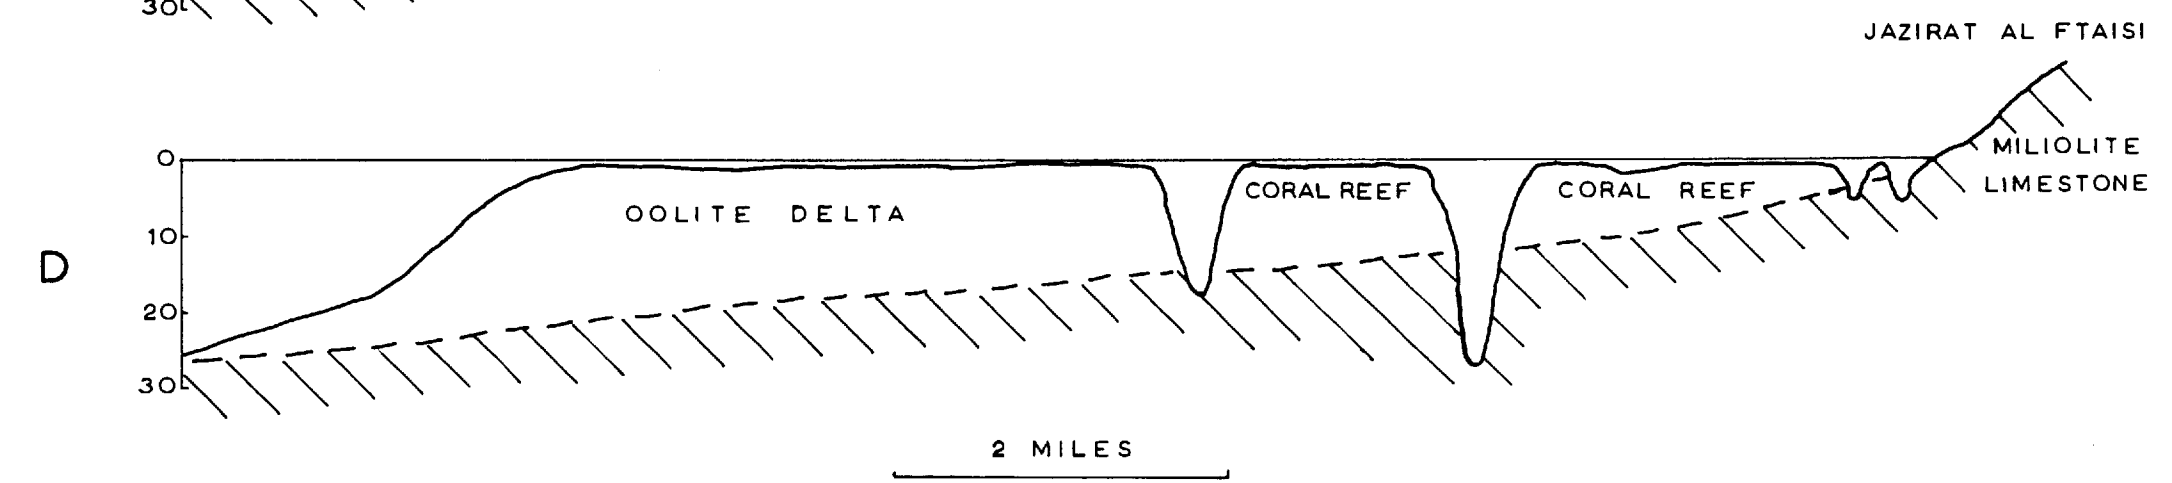 30
JAZIRAT AL FTAISI
0
MILIOLITE
CORAL REEF
CORAL REEF
LIMESTONE
OOLITE DELTA
10
D
20
30
2 MILES